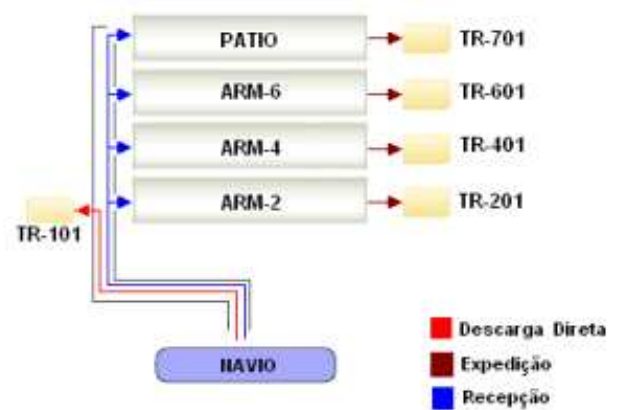 PATIO
TR-701
ARM-6
TR-601
ARM-4
TR-401
ARM-2
TR-201
TR-101
NAVIO
Descarga Direta
Expedição
Recepção